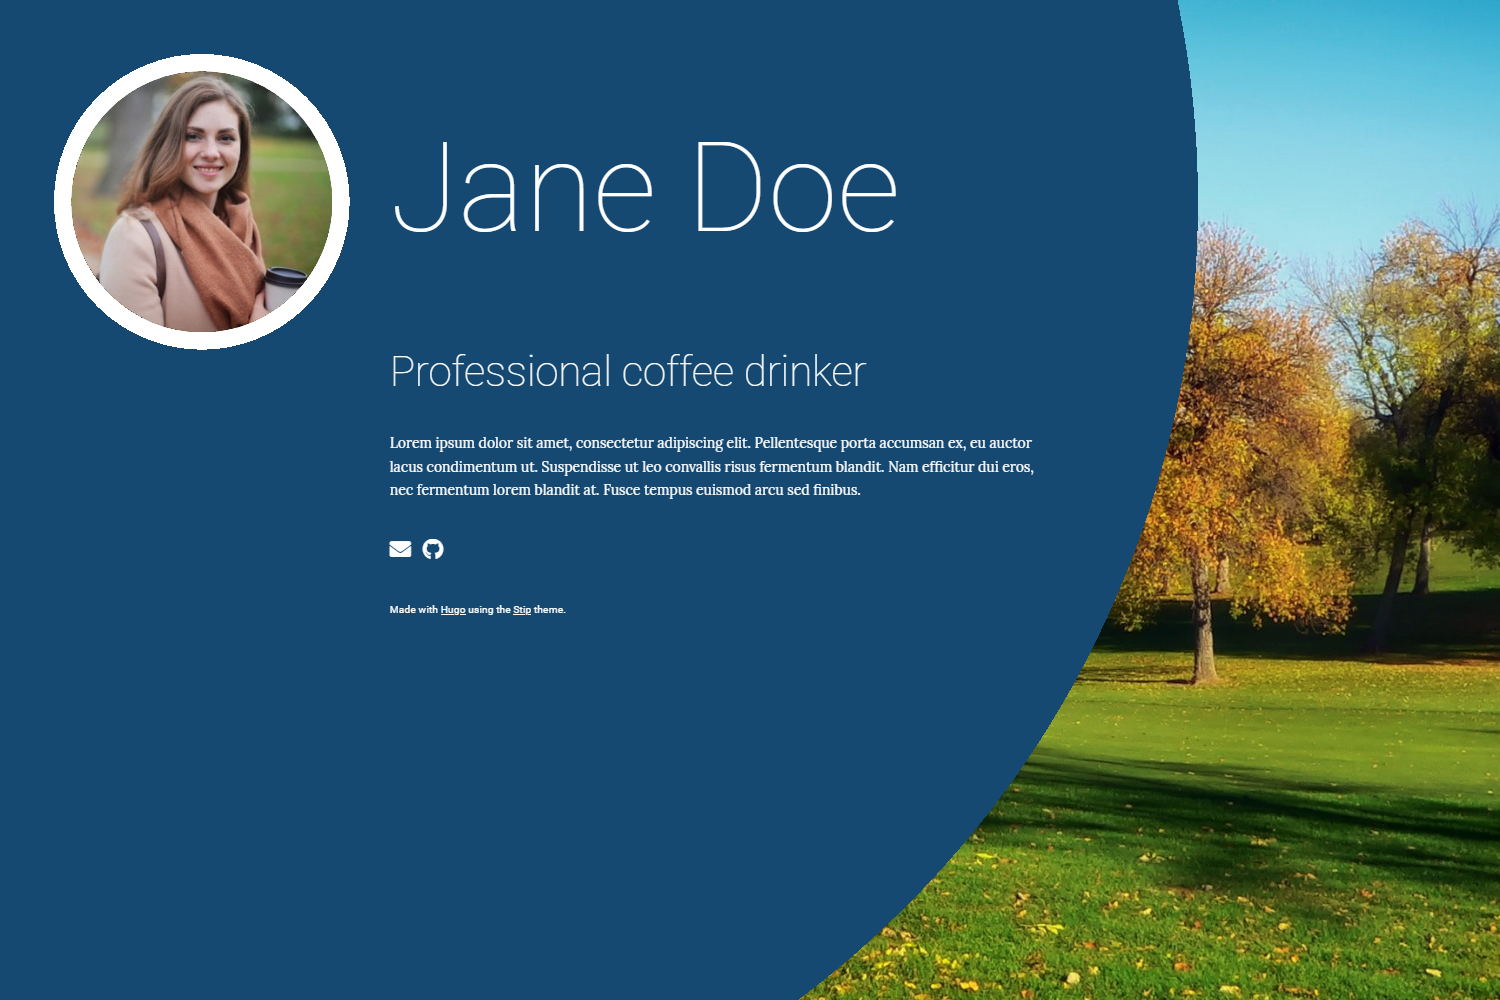 Jane Doe
Professional coffee drinker
Lorem ipsum dolor sit amet, consectetur adipiscing elit. Pellentesque porta accumsan ex, eu auctor
lacus condimentum ut. Suspendisse ut leo convallis risus fermentum blandit. Nam efficitur dui eros,
nec fermentum lorem blandit at. Fusce tempus euismod arcu sed finibus.
Made with Hugo using the Stip theme.